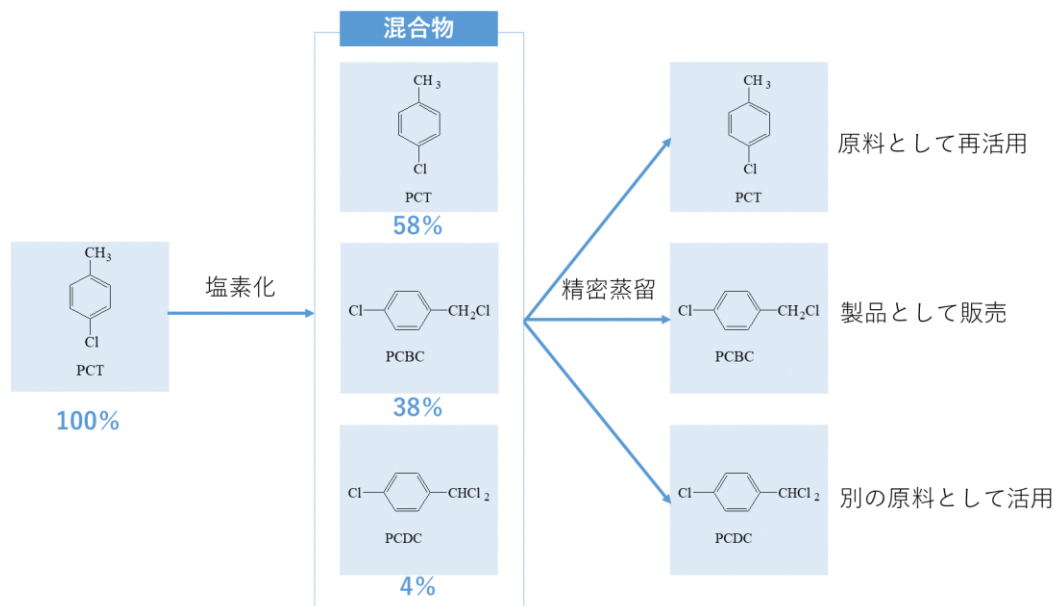 混合物
CH3
Cl
PCT
58%
CH3
Cl
PCT
原料として再活用
CH3
Cl
PCT
100%
塩素化
Cl
CH2Cl
PCBC
38%
精密蒸留
Cl
CH2Cl
PCBC
製品として販売
Cl
CHCl2
PCDC
4%
Cl
CHCl2
PCDC
別の原料として活用